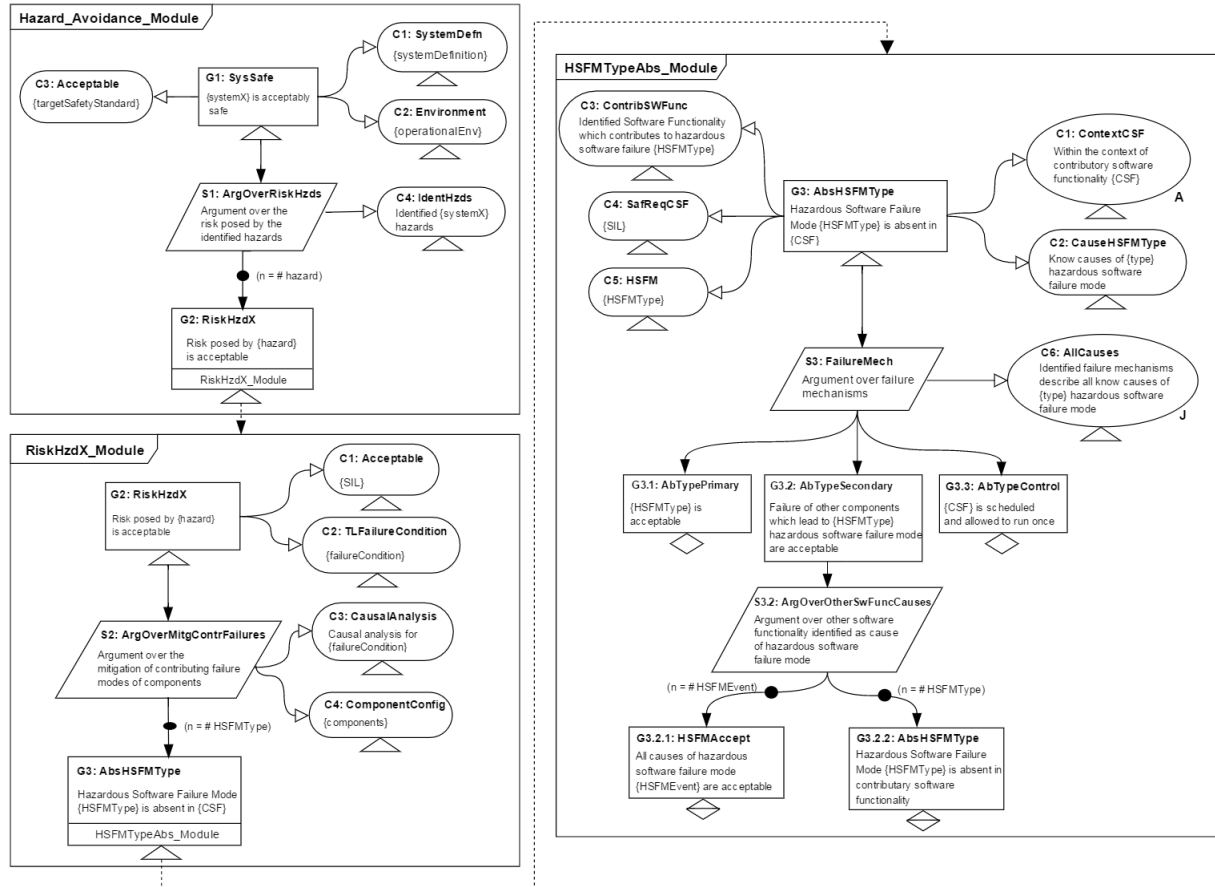 Hazard_Avoidance_Module
C1: SystemDefn
{systemDefinition}
C3: Acceptable
{targetSafetyStandard}
G1: SysSafe
{systemX} is acceptably
safe
C2: Environment
{operationalEnv}
S1: ArgOverRiskHzds
Argument over the
risk posed by the
identified hazards
C4: IdentHzds
Identified {systemX}
hazards
(n = # hazard)
G2: RiskHzdX
Risk posed by {hazard}
is acceptable
RiskHzdX_Module
RiskHzdX_Module
C1: Acceptable
{SIL}
G2: RiskHzdX
Risk posed by {hazard}
is acceptable
C2: TLFailureCondition
{failureCondition}
S2: ArgOverMitgContrFailures
Argument over the
mitigation of contributing failure
modes of components
C3: CausalAnalysis
Causal analysis for
{failureCondition}
C4: ComponentConfig
{components}
(n = # HSFMType)
G3: AbsHSFMType
Hazardous Software Failure Mode
{HSFMType} is absent in {CSF}
HSFMTypeAbs_Module
HSFMTypeAbs_Module
C3: ContribSWFunc
Identified Software Functionality
which contributes to hazardous
software failure {HSFMType}
C1: ContextCSF
Within the context of
contributory software
functionality {CSF}
A
C4: SafReqCSF
{SIL}
G3: AbsHSFMType
Hazardous Software Failure
Mode {HSFMType} is absent in
{CSF}
C2: CauseHSFMType
Know causes of {type}
hazardous software
failure mode
C5: HSFM
{HSFMType}
S3: FailureMech
Argument over failure
mechanisms
C6: AllCauses
Identified failure mechanisms
describe all know causes of
{type} hazardous software
failure mode
J
G3.1: AbTypePrimary
{HSFMType} is
acceptable
G3.2: AbTypeSecondary
Failure of other components
which lead to {HSFMType}
hazardous software failure mode
are acceptable
G3.3: AbTypeControl
{CSF} is scheduled
and allowed to run once
S3.2: ArgOverOtherSwFuncCauses
Argument over other software
functionality identified as cause
of hazardous software
failure mode
(n = # HSFMEvent)
(n = # HSFMType)
G3.2.1: HSFMAccept
All causes of hazardous
software failure mode
{HSFMEvent} are acceptable
G3.2.2: AbsHSFMType
Hazardous Software Failure
Mode {HSFMType} is absent in
contributary software
functionality